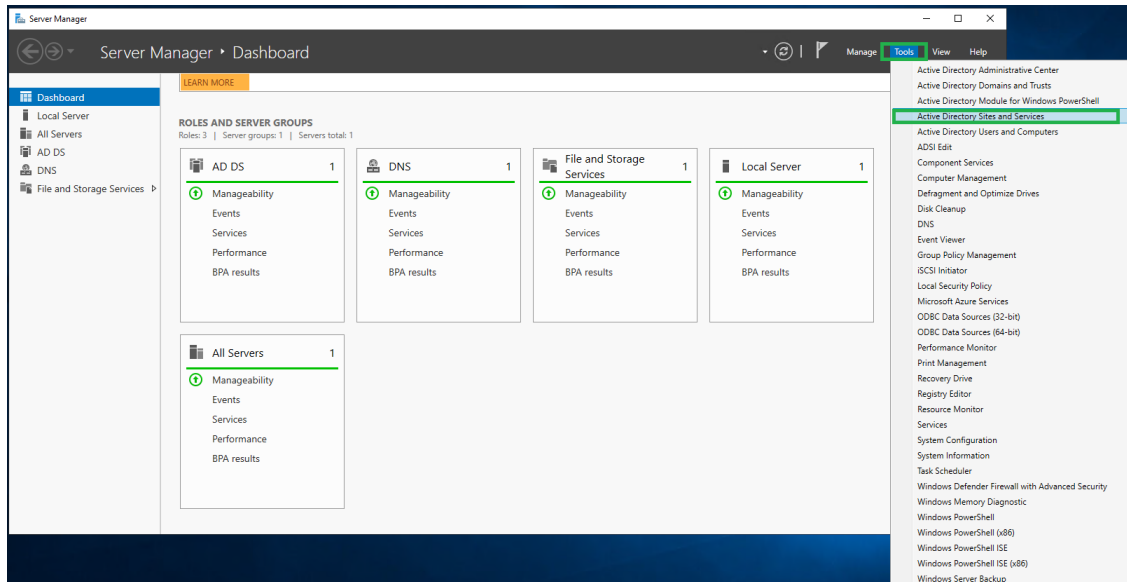 Server Manager
Server Manager • Dashboard
Manage Tools View Help
Dashboard
Local Server
All Servers
AD DS
DNS
File and Storage Services
LEARN MORE
ROLES AND SERVER GROUPS
Roles: 3 | Server groups: 1 | Servers total: 1
AD DS 1
Manageability
Events
Services
Performance
BPA results
DNS 1
Manageability
Events
Services
Performance
BPA results
File and Storage
Services 1
Manageability
Events
Services
Performance
BPA results
Local Server 1
Manageability
Events
Services
Performance
BPA results
All Servers 1
Manageability
Events
Services
Performance
BPA results
Active Directory Administrative Center
Active Directory Domains and Trusts
Active Directory Module for Windows PowerShell
Active Directory Sites and Services
Active Directory Users and Computers
ADSI Edit
Component Services
Computer Management
Defragment and Optimize Drives
Disk Cleanup
DNS
Event Viewer
Group Policy Management
iSCSI Initiator
Local Security Policy
Microsoft Azure Services
ODBC Data Sources (32-bit)
ODBC Data Sources (64-bit)
Performance Monitor
Print Management
Recovery Drive
Registry Editor
Resource Monitor
Services
System Configuration
System Information
Task Scheduler
Windows Defender Firewall with Advanced Security
Windows Memory Diagnostic
Windows PowerShell
Windows PowerShell (x86)
Windows PowerShell ISE
Windows PowerShell ISE (x86)
Windows Server Backup